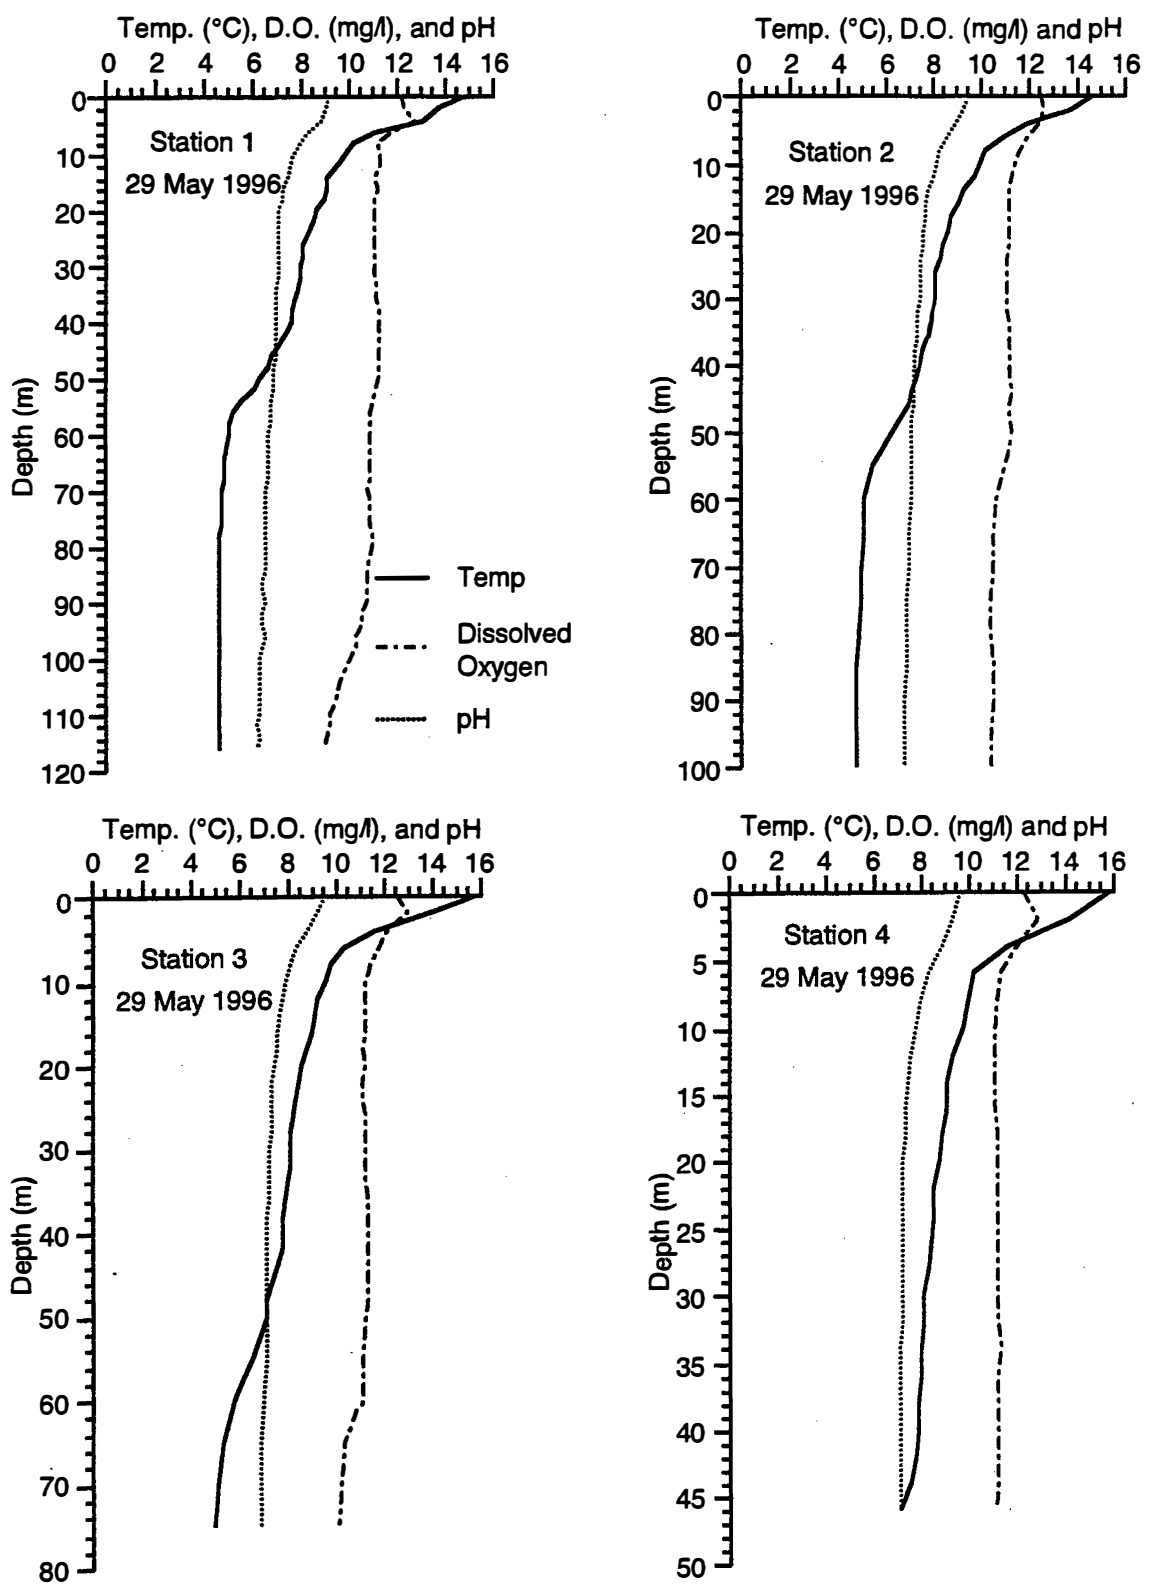 Temp. (°C), D.O. (mg/l), and pH
0 2 4 6 8 10 12 14 16
0
10
20
30
40
50
60
70
80
90
100
110
120
Depth (m)
Station 1
29 May 1996
Temp
Dissolved
Oxygen
pH
Temp. (°C), D.O. (mg/l) and pH
0 2 4 6 8 10 12 14 16
0
10
20
30
40
50
60
70
80
90
100
Depth (m)
Station 2
29 May 1996
Temp. (°C), D.O. (mg/l), and pH
0 2 4 6 8 10 12 14 16
0
10
20
30
40
50
60
70
80
Depth (m)
Station 3
29 May 1996
Temp. (°C), D.O. (mg/l) and pH
0 2 4 6 8 10 12 14 16
0
5
10
15
20
25
30
35
40
45
50
Depth (m)
Station 4
29 May 1996